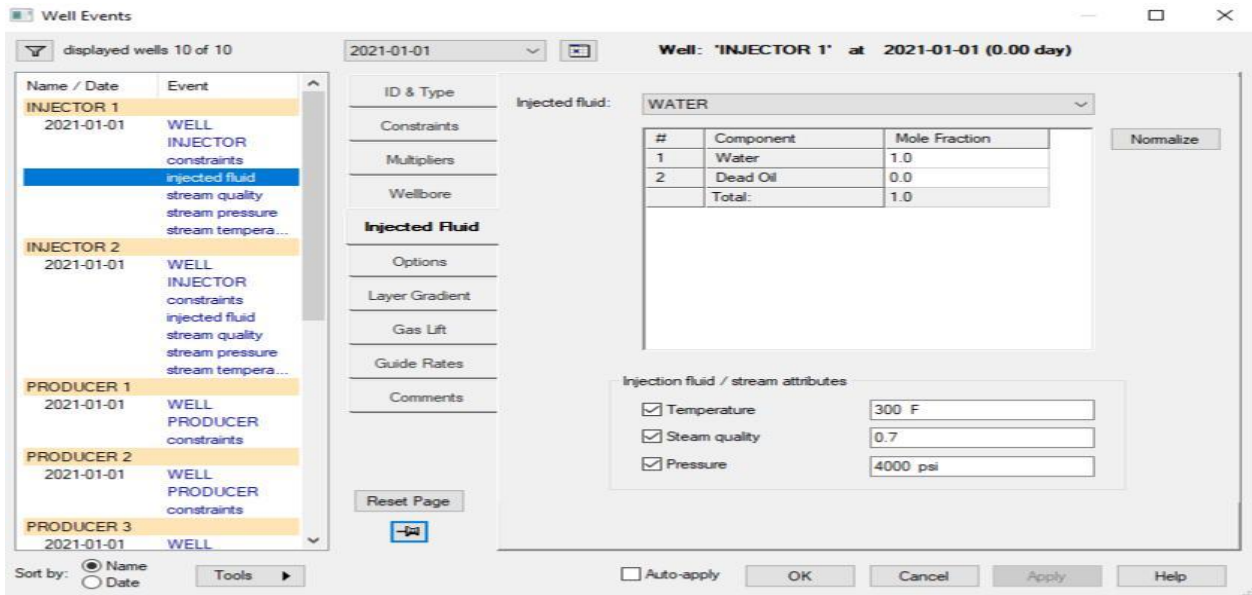 Well Events
displayed wells 10 of 10
2021-01-01
Well: 'INJECTOR 1' at 2021-01-01 (0.00 day)
Name / Date Event
INJECTOR 1
2021-01-01 WELL
INJECTOR
constraints
injected fluid
stream quality
stream pressure
stream tempera...
INJECTOR 2
2021-01-01 WELL
INJECTOR
constraints
injected fluid
stream quality
stream pressure
stream tempera...
PRODUCER 1
2021-01-01 WELL
PRODUCER
constraints
PRODUCER 2
2021-01-01 WELL
PRODUCER
constraints
PRODUCER 3
2021-01-01 WELL
ID & Type
Constraints
Multipliers
Wellbore
Injected Fluid
Options
Layer Gradient
Gas Lift
Guide Rates
Comments
Reset Page
Injected fluid: WATER
# Component Mole Fraction
1 Water 1.0
2 Dead Oil 0.0
Total: 1.0
Normalize
Injection fluid / stream attributes
Temperature 300 F
Steam quality 0.7
Pressure 4000 psi
Sort by: Name
Date
Tools
Auto-apply OK Cancel Apply Help